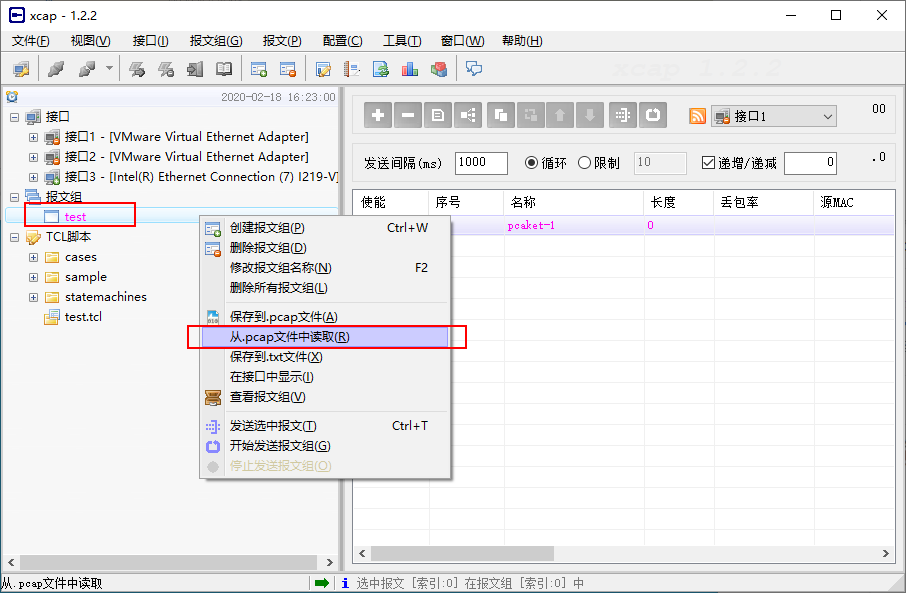 xcap - 1.2.2
文件(F) 视图(V) 接口(I) 报文组(G) 报文(P) 配置(C) 工具(T) 窗口(W) 帮助(H)
xcap 1.2.2
2020-02-18 16:23:00
接口
接口1 - [VMware Virtual Ethernet Adapter]
接口2 - [VMware Virtual Ethernet Adapter]
接口3 - [Intel(R) Ethernet Connection (7) I219-V]
报文组
test
TCL脚本
cases
sample
statemachines
test.tcl
接口1 00
发送间隔(ms) 1000 循环 限制 10 递增/递减 0 .0
使能 序号 名称 长度 丢包率 源MAC
pcaket-1 0
创建报文组(P) Ctrl+W
删除报文组(D)
修改报文组名称(N) F2
删除所有报文组(L)
保存到.pcap文件(A)
从.pcap文件中读取(R)
保存到.txt文件(X)
在接口中显示(I)
查看报文组(V)
发送选中报文(T) Ctrl+T
开始发送报文组(G)
停止发送报文组(O)
从.pcap文件中读取
选中报文 [索引:0] 在报文组 [索引:0] 中